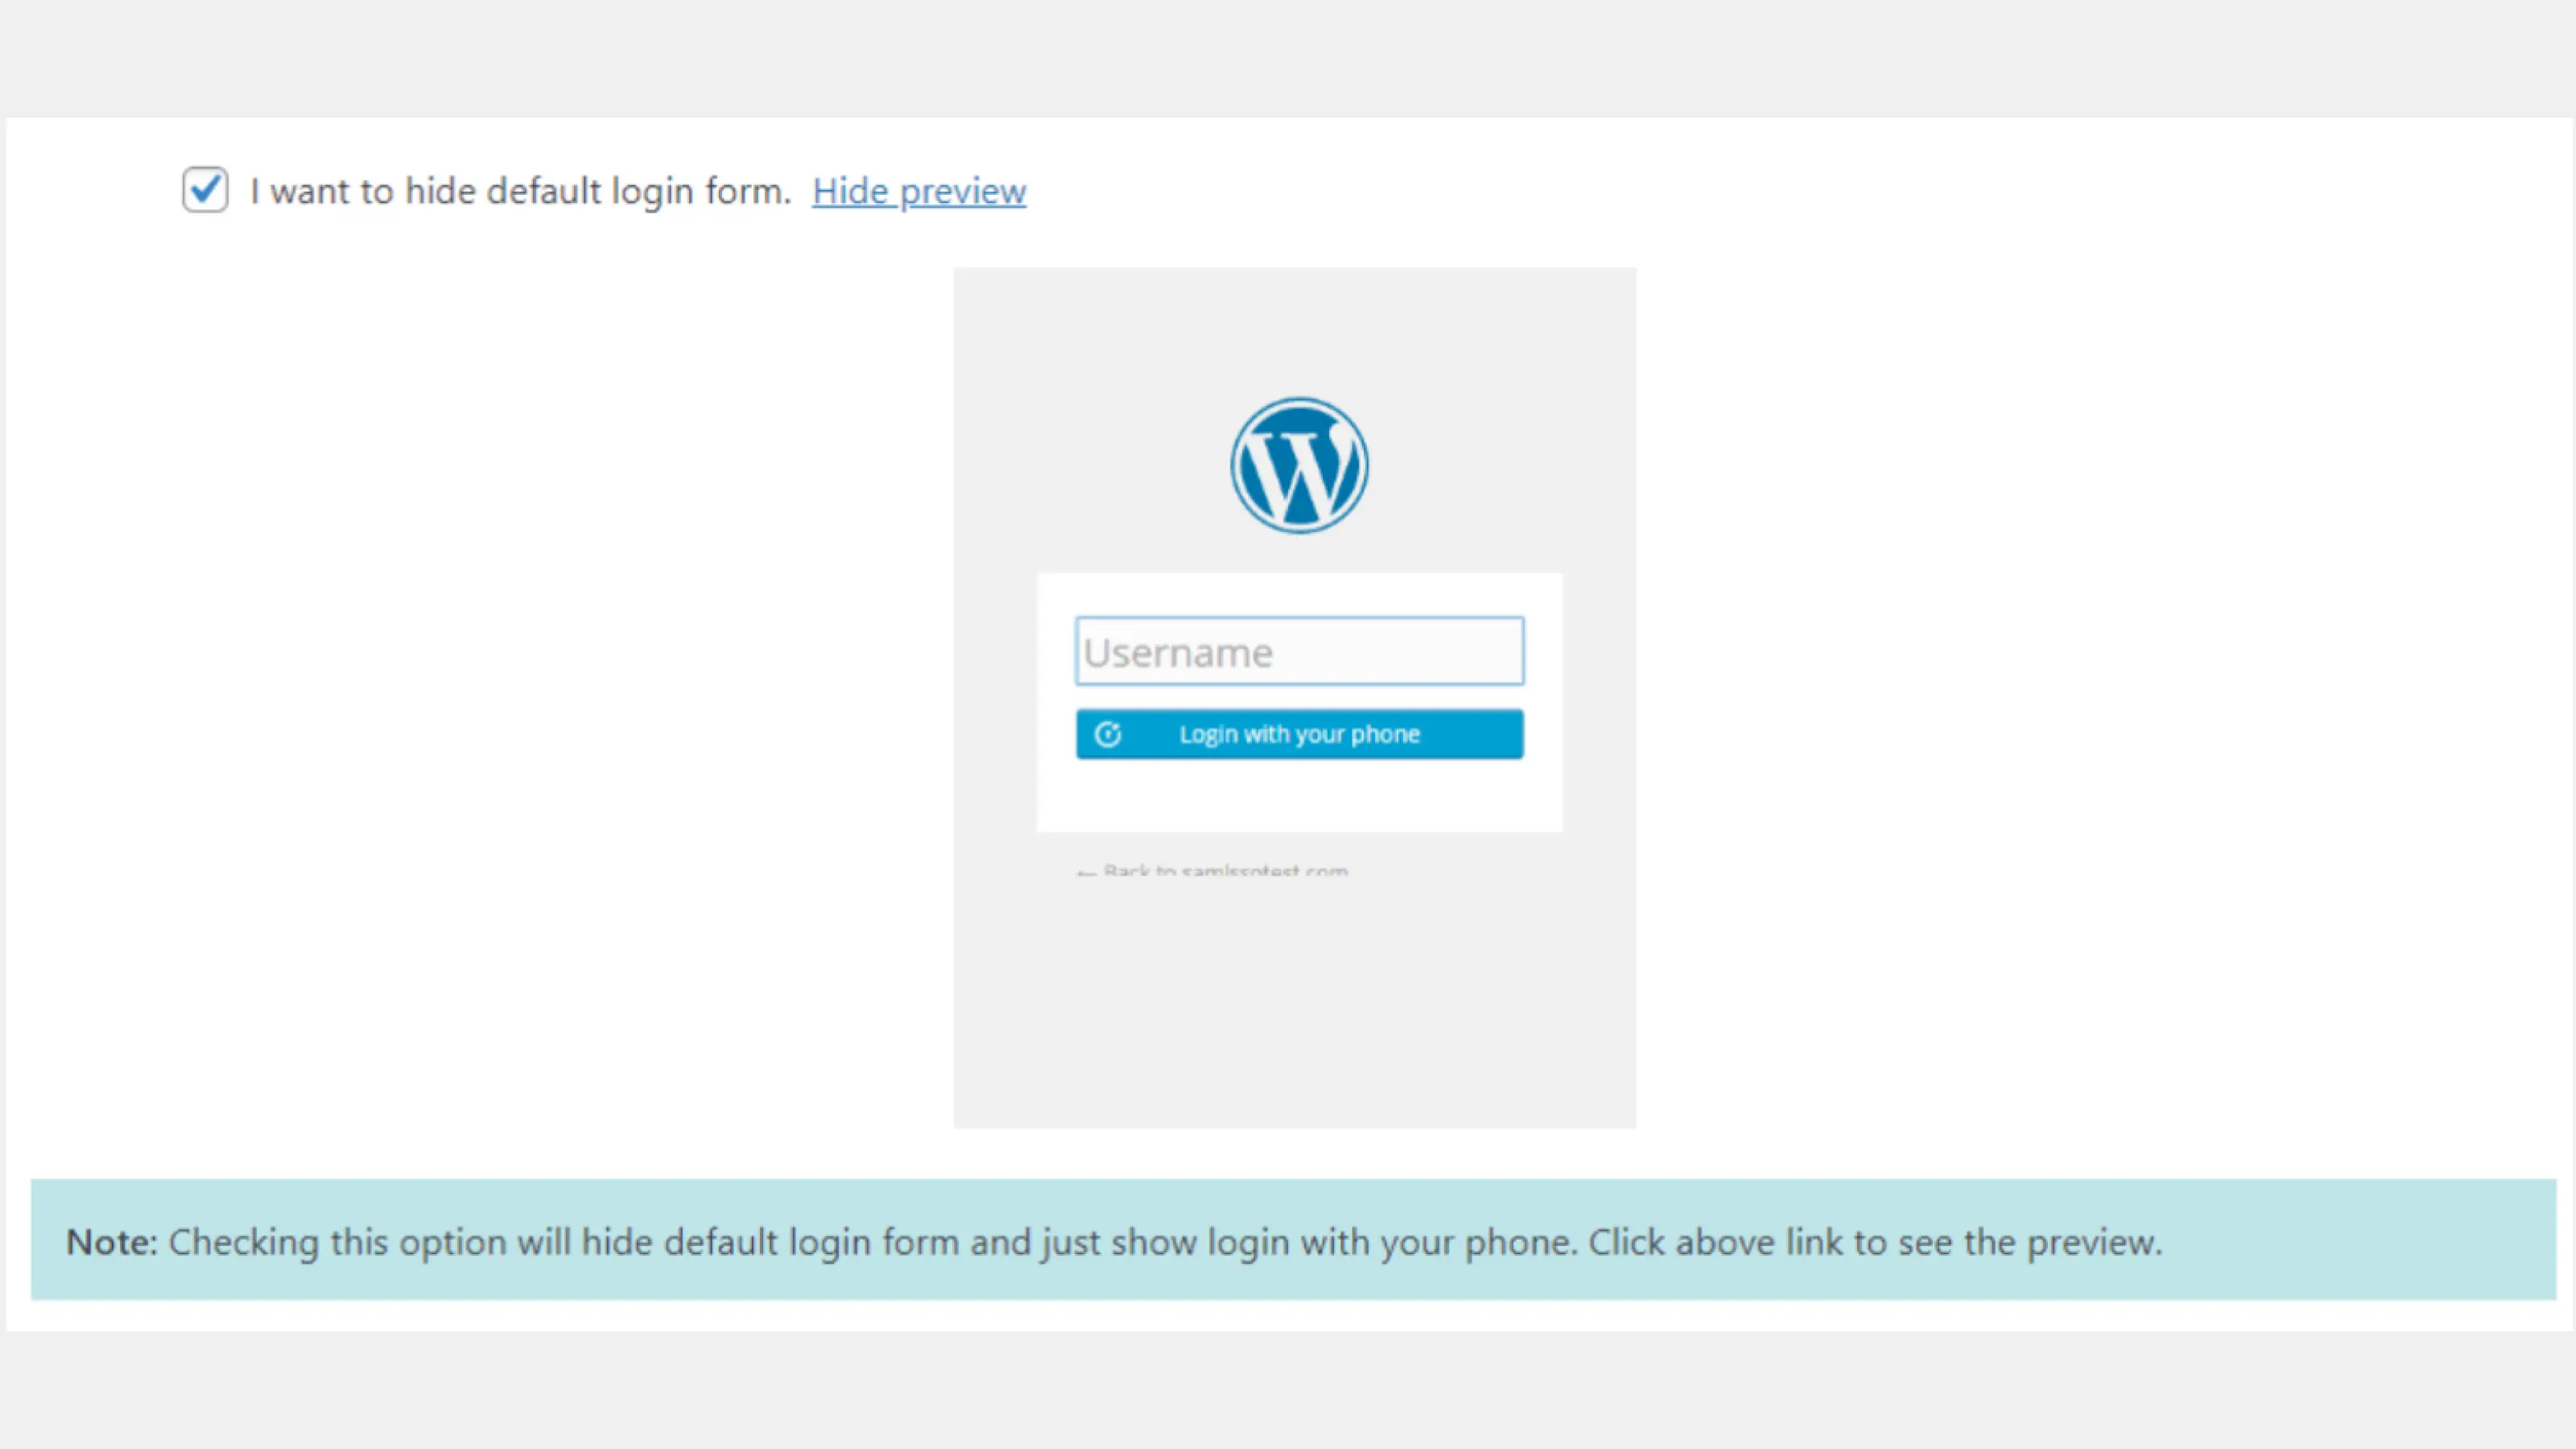 I want to hide default login form. Hide preview
Username
Login with your phone
← Back to samlssotest.com
Note: Checking this option will hide default login form and just show login with your phone. Click above link to see the preview.